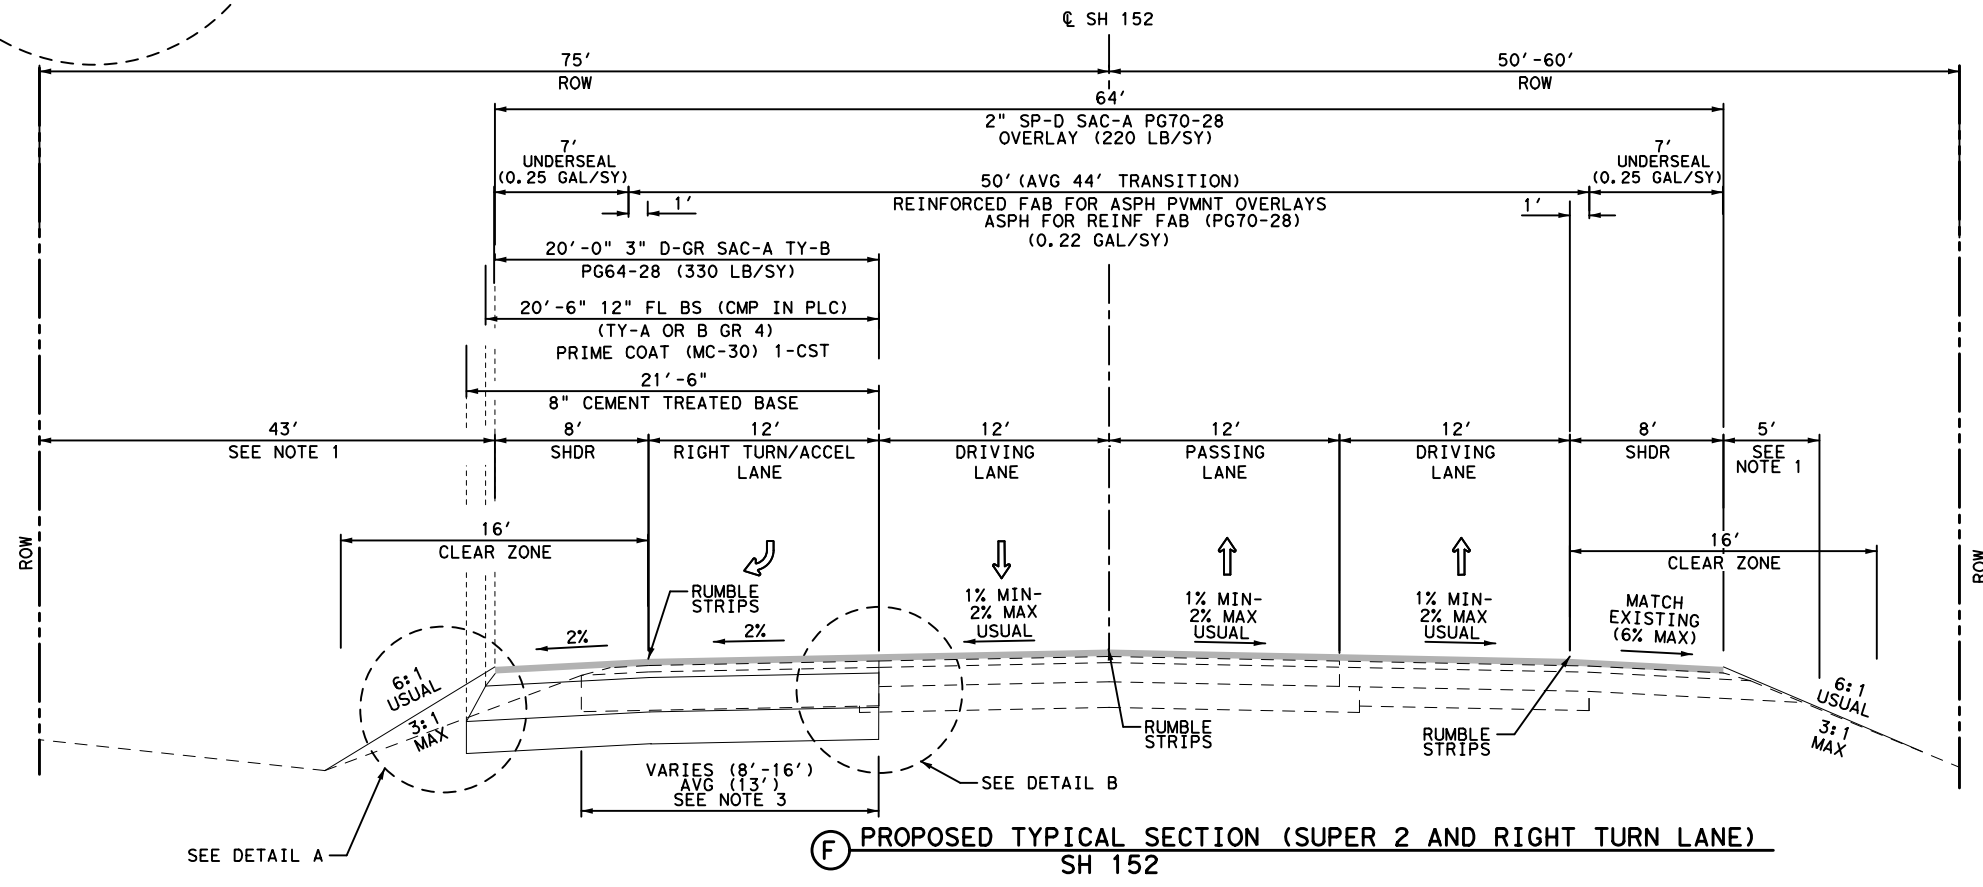 ℄ SH 152
75'
ROW
50'-60'
ROW
64'
2" SP-D SAC-A PG70-28
OVERLAY (220 LB/SY)
7'
UNDERSEAL
(0.25 GAL/SY)
7'
UNDERSEAL
(0.25 GAL/SY)
50' (AVG 44' TRANSITION)
REINFORCED FAB FOR ASPH PVMNT OVERLAYS
ASPH FOR REINF FAB (PG70-28)
(0.22 GAL/SY)
1'
1'
20'-0" 3" D-GR SAC-A TY-B
PG64-28 (330 LB/SY)
20'-6" 12" FL BS (CMP IN PLC)
(TY-A OR B GR 4)
PRIME COAT (MC-30) 1-CST
21'-6"
8" CEMENT TREATED BASE
43'
SEE NOTE 1
8'
SHDR
12'
RIGHT TURN/ACCEL
LANE
12'
DRIVING
LANE
12'
PASSING
LANE
12'
DRIVING
LANE
8'
SHDR
5'
SEE
NOTE 1
ROW
16'
CLEAR ZONE
16'
CLEAR ZONE
ROW
RUMBLE
STRIPS
2%
2%
1% MIN-
2% MAX
USUAL
1% MIN-
2% MAX
USUAL
1% MIN-
2% MAX
USUAL
MATCH
EXISTING
(6% MAX)
6:1
USUAL
3:1
MAX
6:1
USUAL
3:1
MAX
RUMBLE
STRIPS
RUMBLE
STRIPS
VARIES (8'-16')
AVG (13')
SEE NOTE 3
SEE DETAIL B
SEE DETAIL A
F PROPOSED TYPICAL SECTION (SUPER 2 AND RIGHT TURN LANE)
SH 152